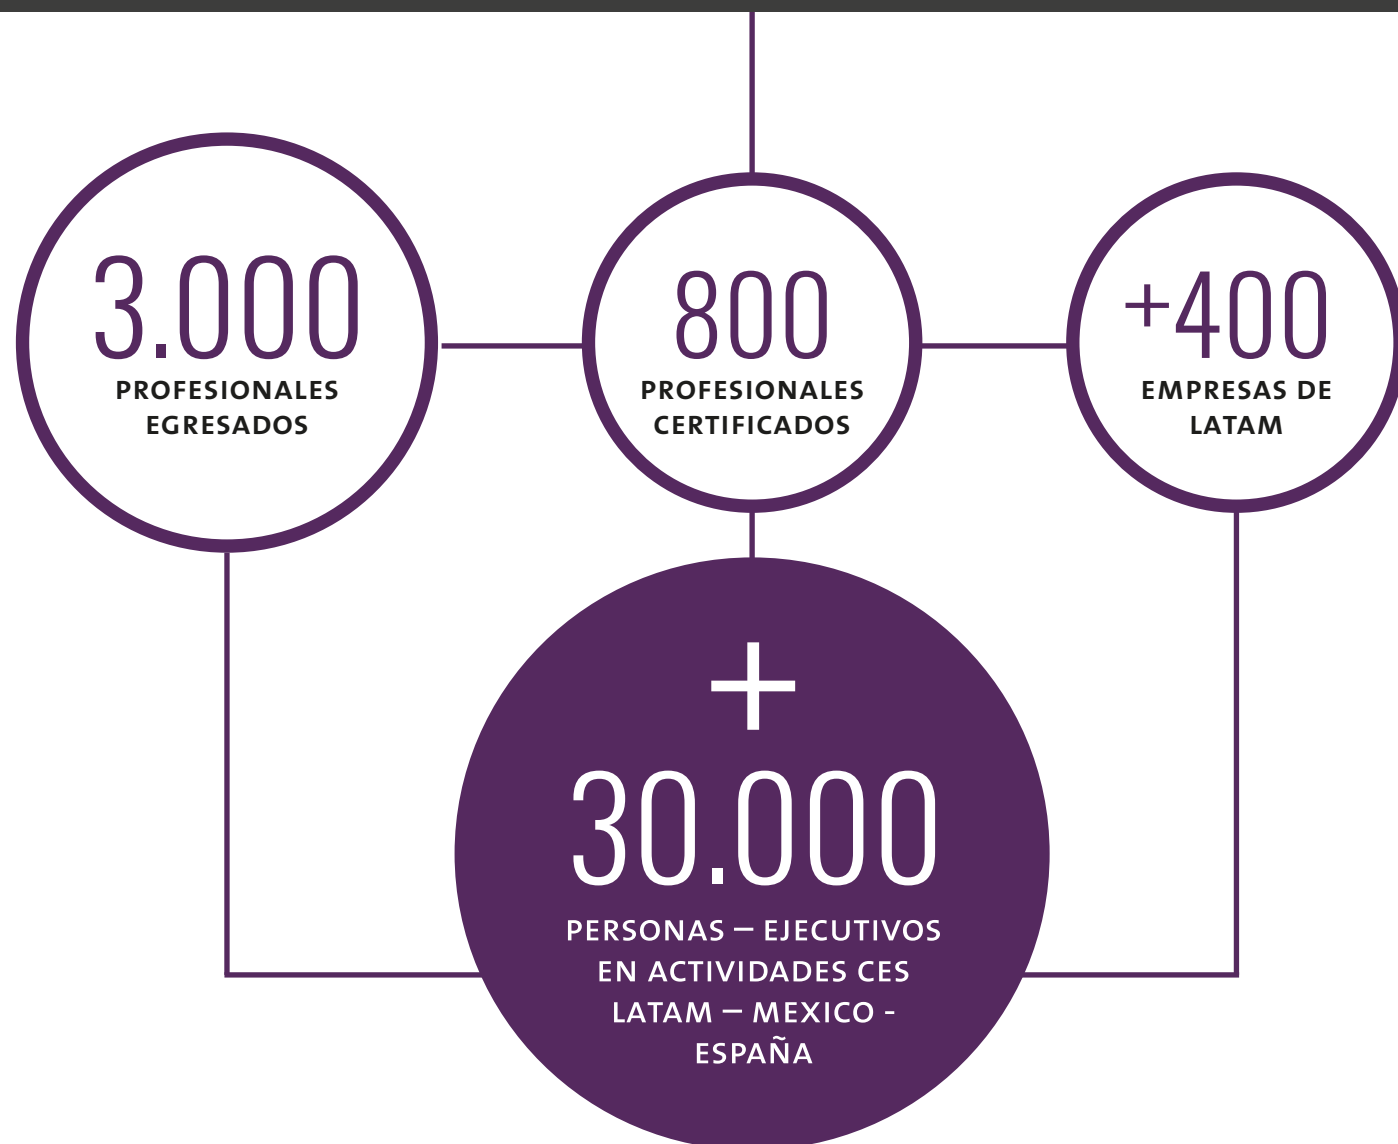 3.000
PROFESIONALES
EGRESADOS
800
PROFESIONALES
CERTIFICADOS
+400
EMPRESAS DE
LATAM
+
30.000
PERSONAS – EJECUTIVOS
EN ACTIVIDADES CES
LATAM – MEXICO -
ESPAÑA